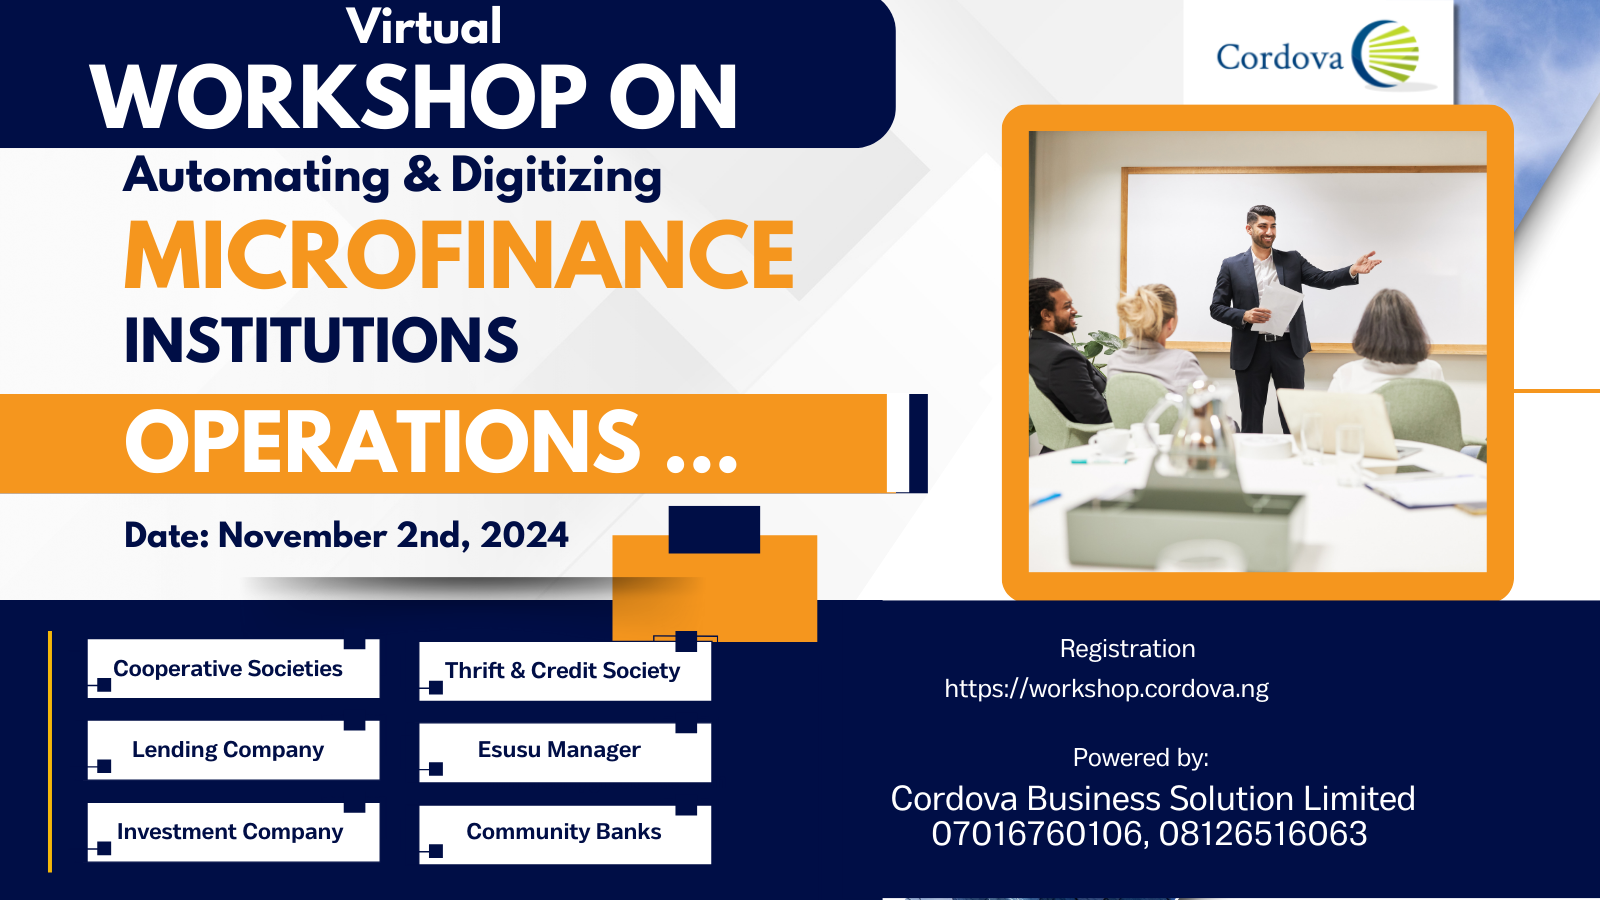 Virtual
WORKSHOP ON
Automating & Digitizing
MICROFINANCE
INSTITUTIONS
OPERATIONS ...
Date: November 2nd, 2024
Cordova
Cooperative Societies
Thrift & Credit Society
Lending Company
Esusu Manager
Investment Company
Community Banks
Registration
https://workshop.cordova.ng
Powered by:
Cordova Business Solution Limited
07016760106, 08126516063